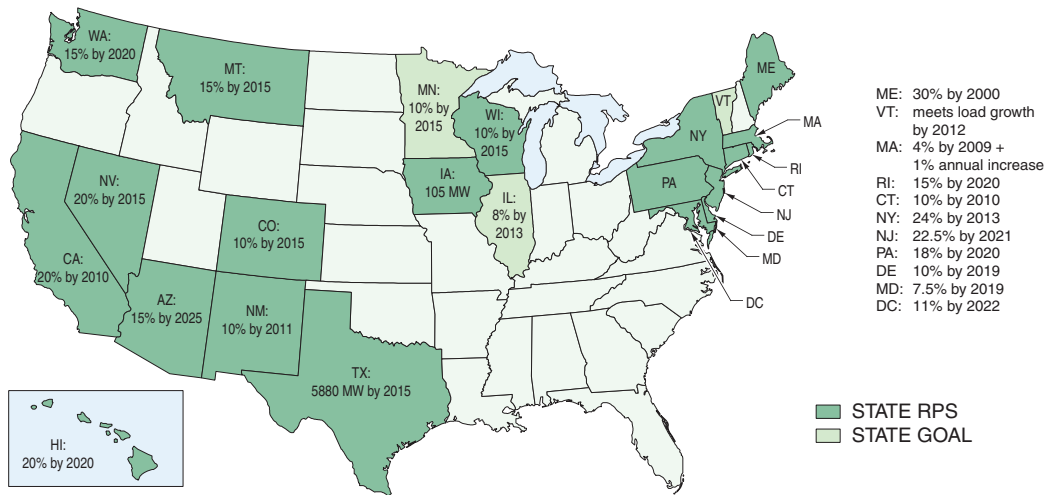 WA:
15% by 2020
MT:
15% by 2015
MN:
10% by
2015
WI:
10% by
2015
IA:
105 MW
IL:
8% by
2013
NV:
20% by 2015
CO:
10% by 2015
CA:
20% by 2010
AZ:
15% by 2025
NM:
10% by 2011
TX:
5880 MW by 2015
HI:
20% by 2020
ME
VT
NY
PA
MA
RI
CT
NJ
DE
MD
DC
ME: 30% by 2000
VT: meets load growth
by 2012
MA: 4% by 2009 +
1% annual increase
RI: 15% by 2020
CT: 10% by 2010
NY: 24% by 2013
NJ: 22.5% by 2021
PA: 18% by 2020
DE 10% by 2019
MD: 7.5% by 2019
DC: 11% by 2022
STATE RPS
STATE GOAL